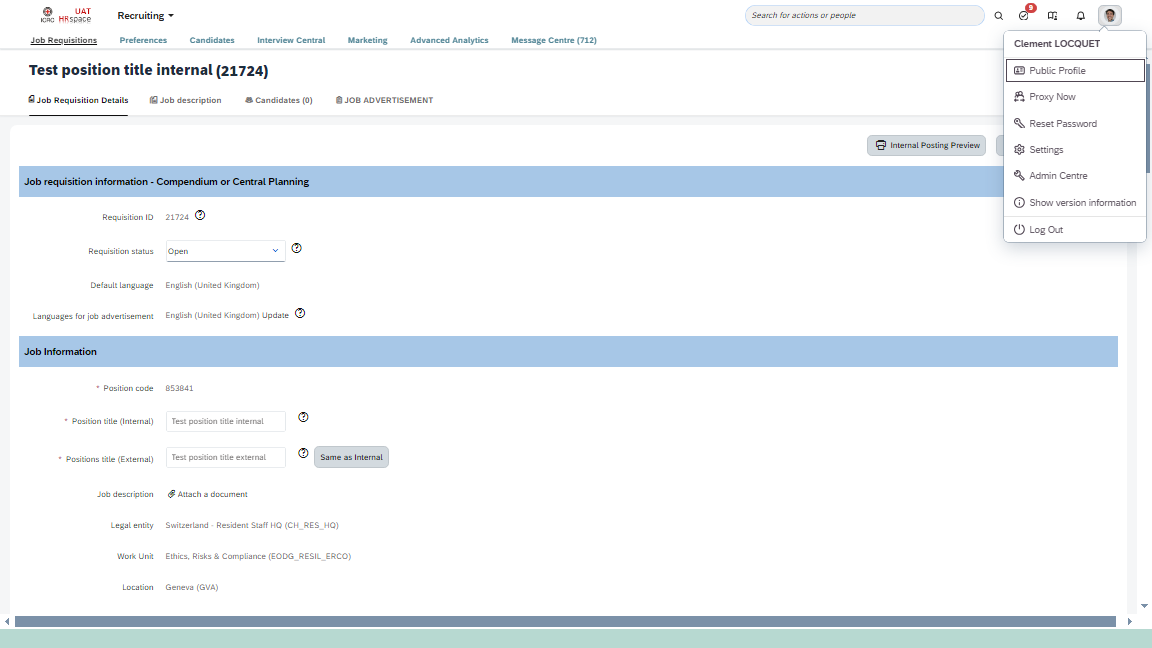 ICRC
UAT
HRspace
Recruiting
Search for actions or people
9
Job Requisitions
Preferences
Candidates
Interview Central
Marketing
Advanced Analytics
Message Centre (712)
Clement LOCQUET
Public Profile
Proxy Now
Reset Password
Settings
Admin Centre
Show version information
Log Out
Test position title internal (21724)
Job Requisition Details
Job description
Candidates (0)
JOB ADVERTISEMENT
Internal Posting Preview
Job requisition information - Compendium or Central Planning
Requisition ID 21724
Requisition status Open
Default language English (United Kingdom)
Languages for job advertisement English (United Kingdom) Update
Job Information
* Position code 853841
* Position title (Internal) Test position title internal
* Positions title (External) Test position title external Same as Internal
Job description Attach a document
Legal entity Switzerland - Resident Staff HQ (CH_RES_HQ)
Work Unit Ethics, Risks & Compliance (EODG_RESIL_ERCO)
Location Geneva (GVA)